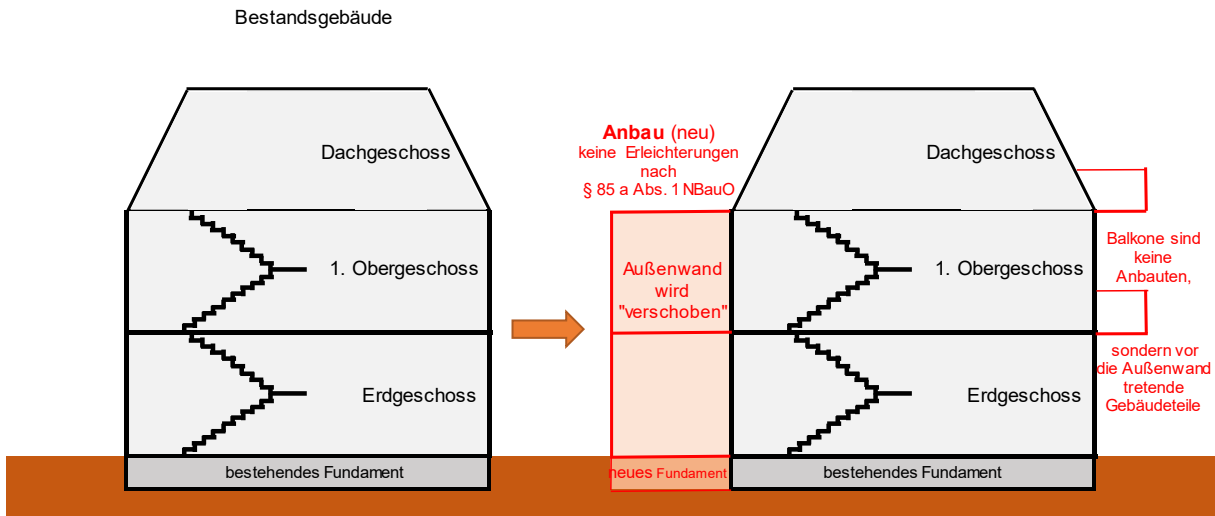 Bestandsgebäude
Dachgeschoss
1. Obergeschoss
Erdgeschoss
bestehendes Fundament
Anbau (neu)
keine Erleichterungen
nach
§ 85 a Abs. 1 NBauO
Außenwand
wird
"verschoben"
neues Fundament
Dachgeschoss
1. Obergeschoss
Erdgeschoss
bestehendes Fundament
Balkone sind
keine
Anbauten,
sondern vor
die Außenwand
tretende
Gebäudeteile